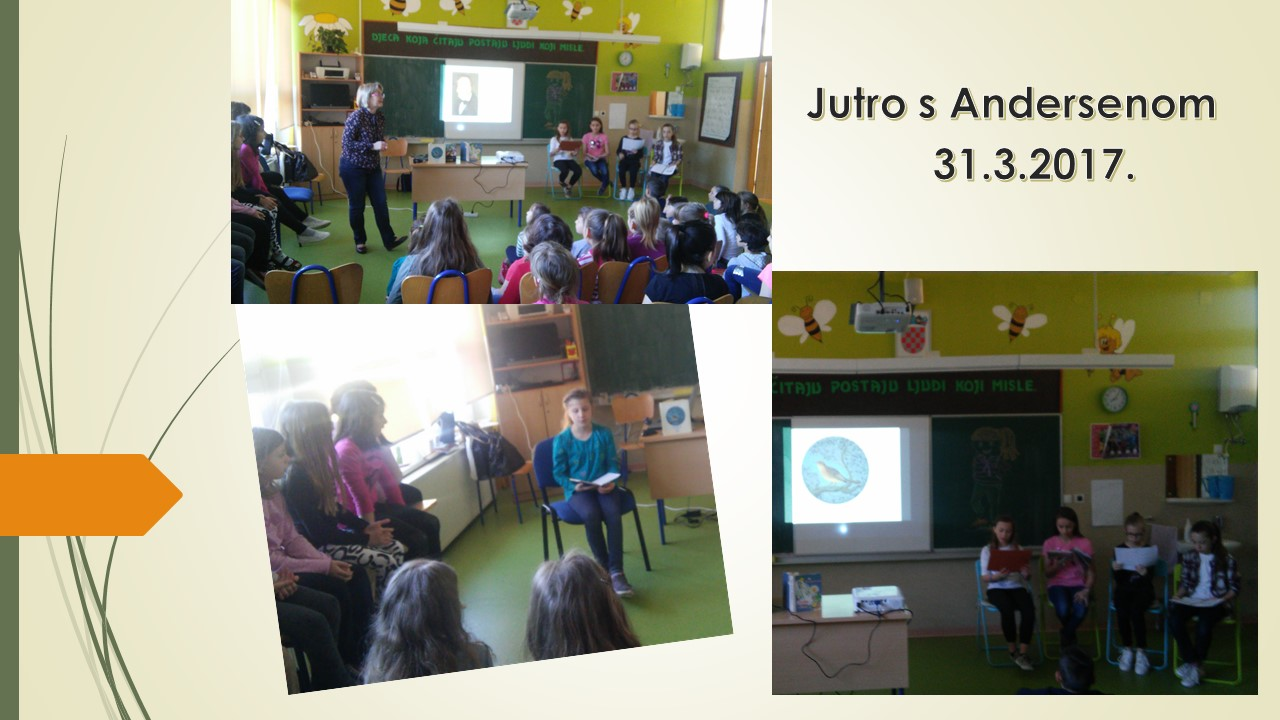 DJECA KOJA ČITAJU POSTAJU LJUDI KOJI MISLE.
Jutro s Andersenom
31.3.2017.
ČITAJU POSTAJU LJUDI KOJI MISLE.